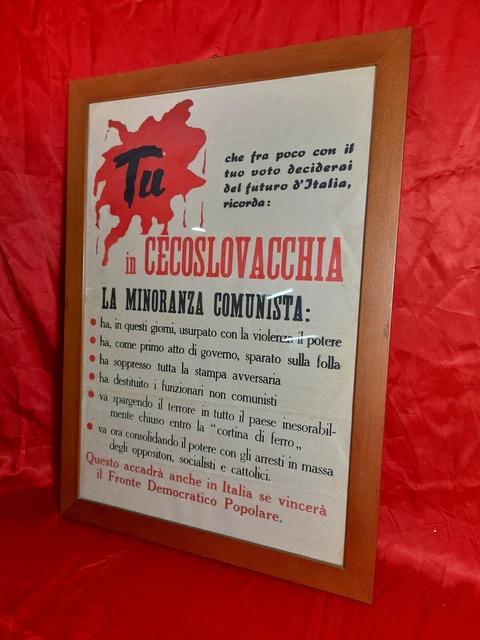 Tu
che fra poco con il
tuo voto deciderai
del futuro d'Italia,
ricorda:
in CECOSLOVACCHIA
LA MINORANZA COMUNISTA:
• ha, in questi giorni, usurpato con la violenza il potere
• ha, come primo atto di governo, sparato sulla folla
• ha soppresso tutta la stampa avversaria
• ha destituito i funzionari non comunisti
• va spargendo il terrore in tutto il paese inesorabil-
mente chiuso entro la "cortina di ferro„
• va ora consolidando il potere con gli arresti in massa
degli oppositori, socialisti e cattolici.
Questo accadrà anche in Italia se vincerà
il Fronte Democratico Popolare.